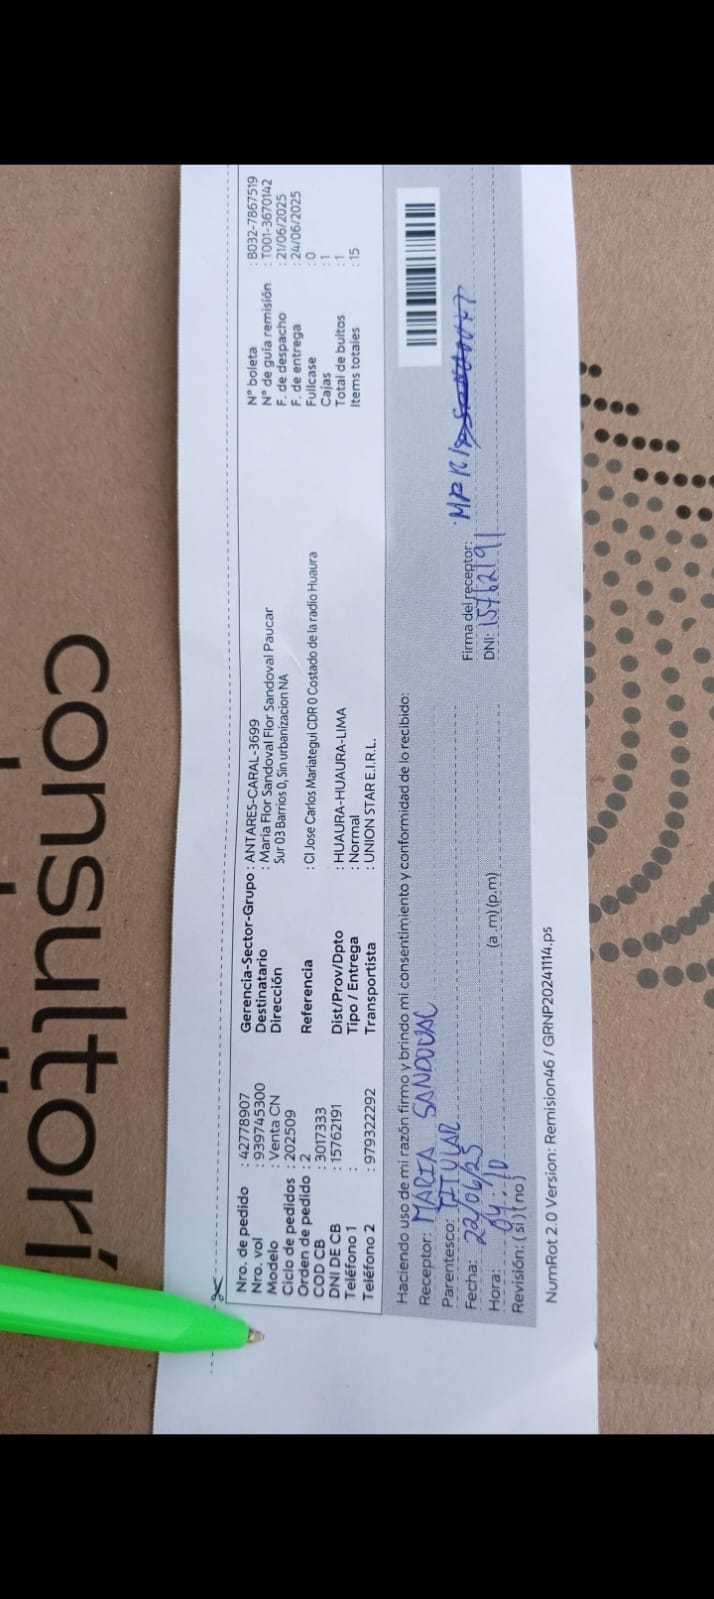 consultorí
Nro. de pedido : 42778907
Nro. vol : 939745300
Modelo : Venta CN
Ciclo de pedidos : 202509
Orden de pedido : 2
COD CB : 3017333
DNI DE CB : 15762191
Teléfono 1 :
Teléfono 2 : 979322292
Gerencia-Sector-Grupo : ANTARES-CARAL-3699
Destinatario : Maria Flor Sandoval Flor Sandoval Paucar
Dirección Sur 03 Barrios 0, Sin urbanizacion NA
Referencia : Cl Jose Carlos Mariategui CDR 0 Costado de la radio Huaura
Dist/Prov/Dpto : HUAURA-HUAURA-LIMA
Tipo / Entrega : Normal
Transportista : UNION STAR E.I.R.L.
N° boleta : B032-7867519
N° de guía remisión : T001-3670142
F. de despacho : 21/06/2025
F. de entrega : 24/06/2025
Fullcase : 0
Cajas : 1
Total de bultos : 1
Items totales : 15
Haciendo uso de mi razón firmo y brindo mi consentimiento y conformidad de lo recibido:
Receptor: MARIA SANDOVAL
Parentesco: TITULAR
Fecha: 22/06/25
Hora: 04:10 (a .m) (p.m)
Revisión: ( si ) ( no )
Firma del receptor:
DNI: 15762191
NumRot 2.0 Version: Remision46 / GRNP20241114.ps